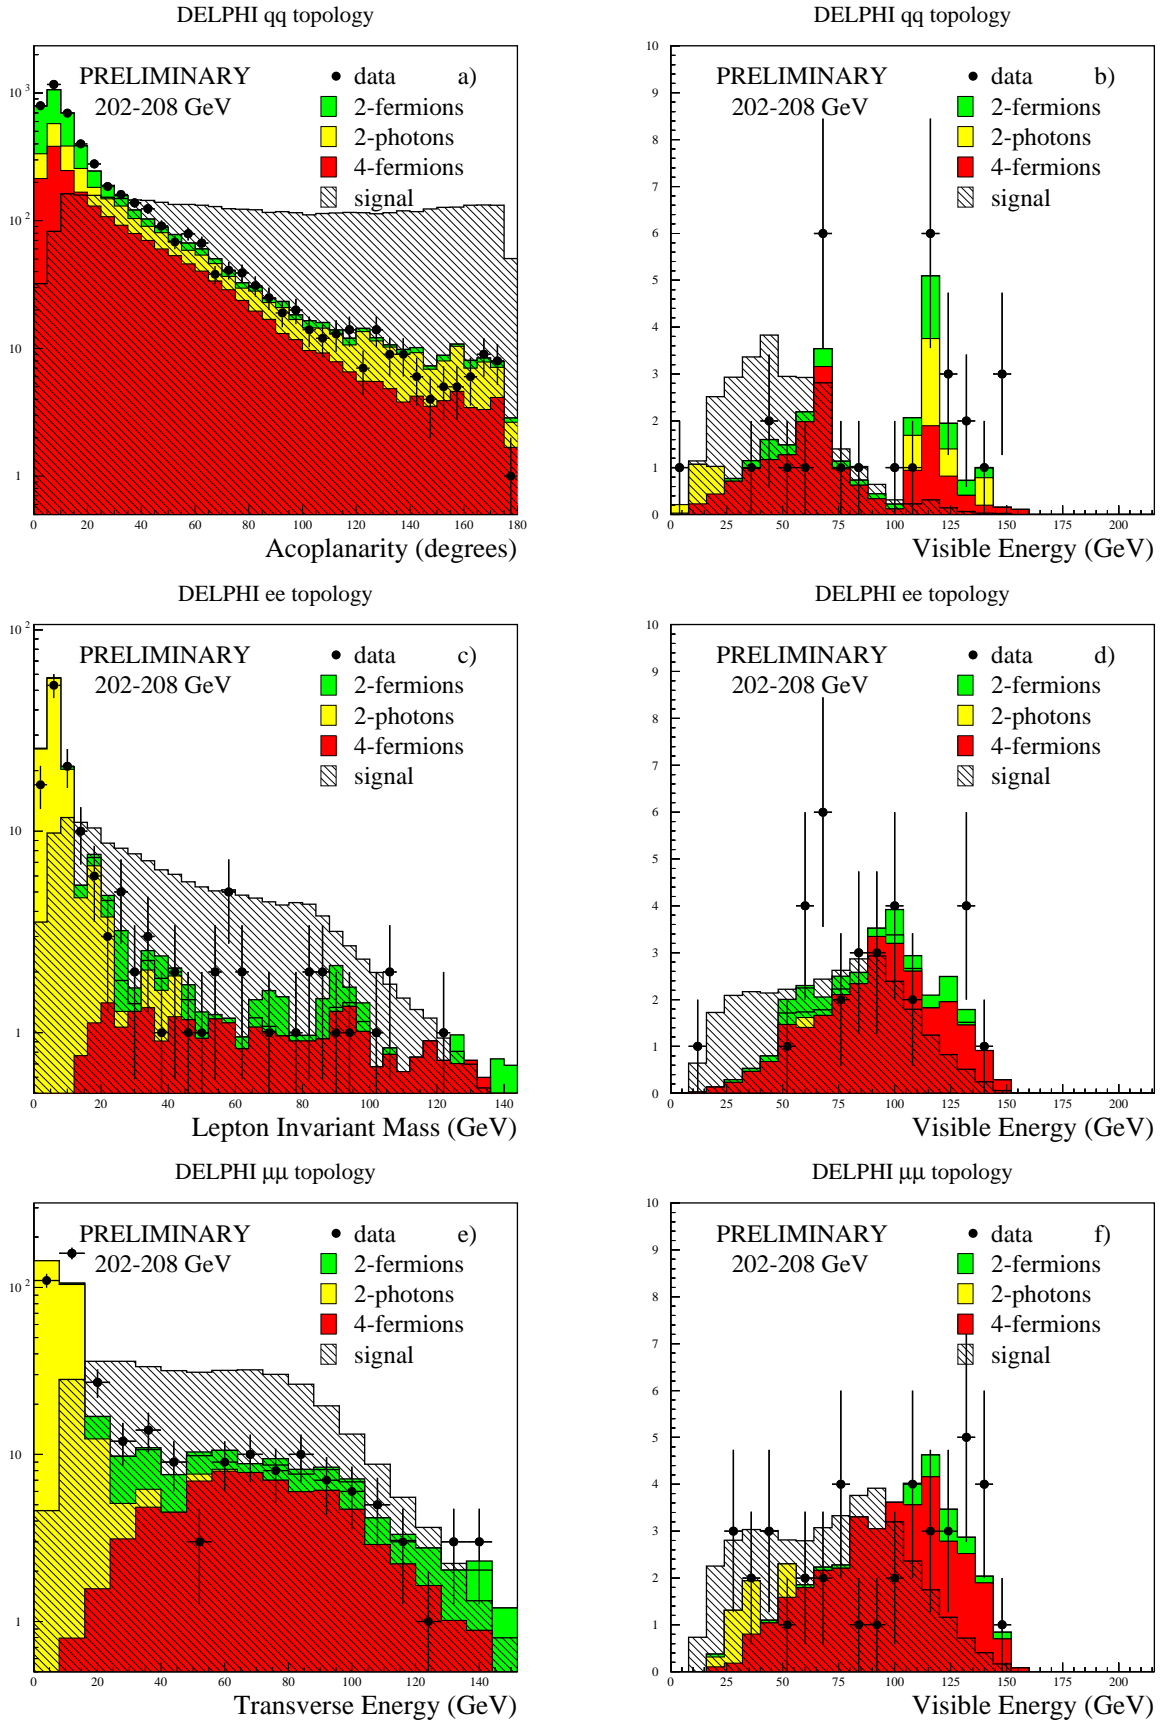 DELPHI qq topology
PRELIMINARY
202-208 GeV
data a)
2-fermions
2-photons
4-fermions
signal
10 3
10 2
10
1
0 20 40 60 80 100 120 140 160 180
Acoplanarity (degrees)
DELPHI qq topology
PRELIMINARY
202-208 GeV
data b)
2-fermions
2-photons
4-fermions
signal
10
9
8
7
6
5
4
3
2
1
0
0 25 50 75 100 125 150 175 200
Visible Energy (GeV)
DELPHI ee topology
PRELIMINARY
202-208 GeV
data c)
2-fermions
2-photons
4-fermions
signal
10 2
10
1
0 20 40 60 80 100 120 140
Lepton Invariant Mass (GeV)
DELPHI ee topology
PRELIMINARY
202-208 GeV
data d)
2-fermions
2-photons
4-fermions
signal
10
9
8
7
6
5
4
3
2
1
0
0 25 50 75 100 125 150 175 200
Visible Energy (GeV)
DELPHI μμ topology
PRELIMINARY
202-208 GeV
data e)
2-fermions
2-photons
4-fermions
signal
10 2
10
1
0 20 40 60 80 100 120 140
Transverse Energy (GeV)
DELPHI μμ topology
PRELIMINARY
202-208 GeV
data f)
2-fermions
2-photons
4-fermions
signal
10
9
8
7
6
5
4
3
2
1
0
0 25 50 75 100 125 150 175 200
Visible Energy (GeV)